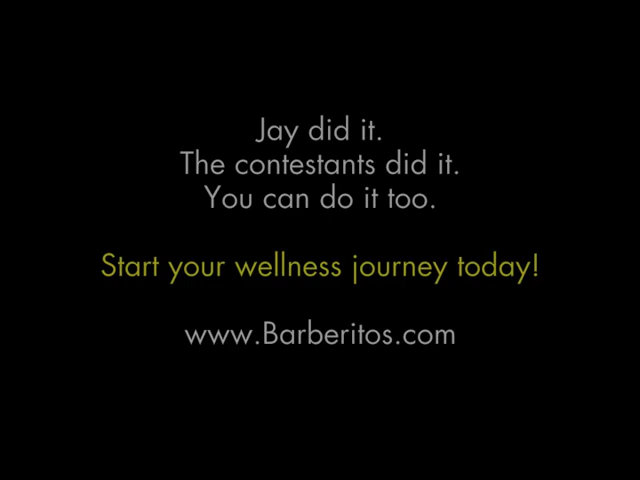 Jay did it.
The contestants did it.
You can do it too.
Start your wellness journey today!
www.Barberitos.com